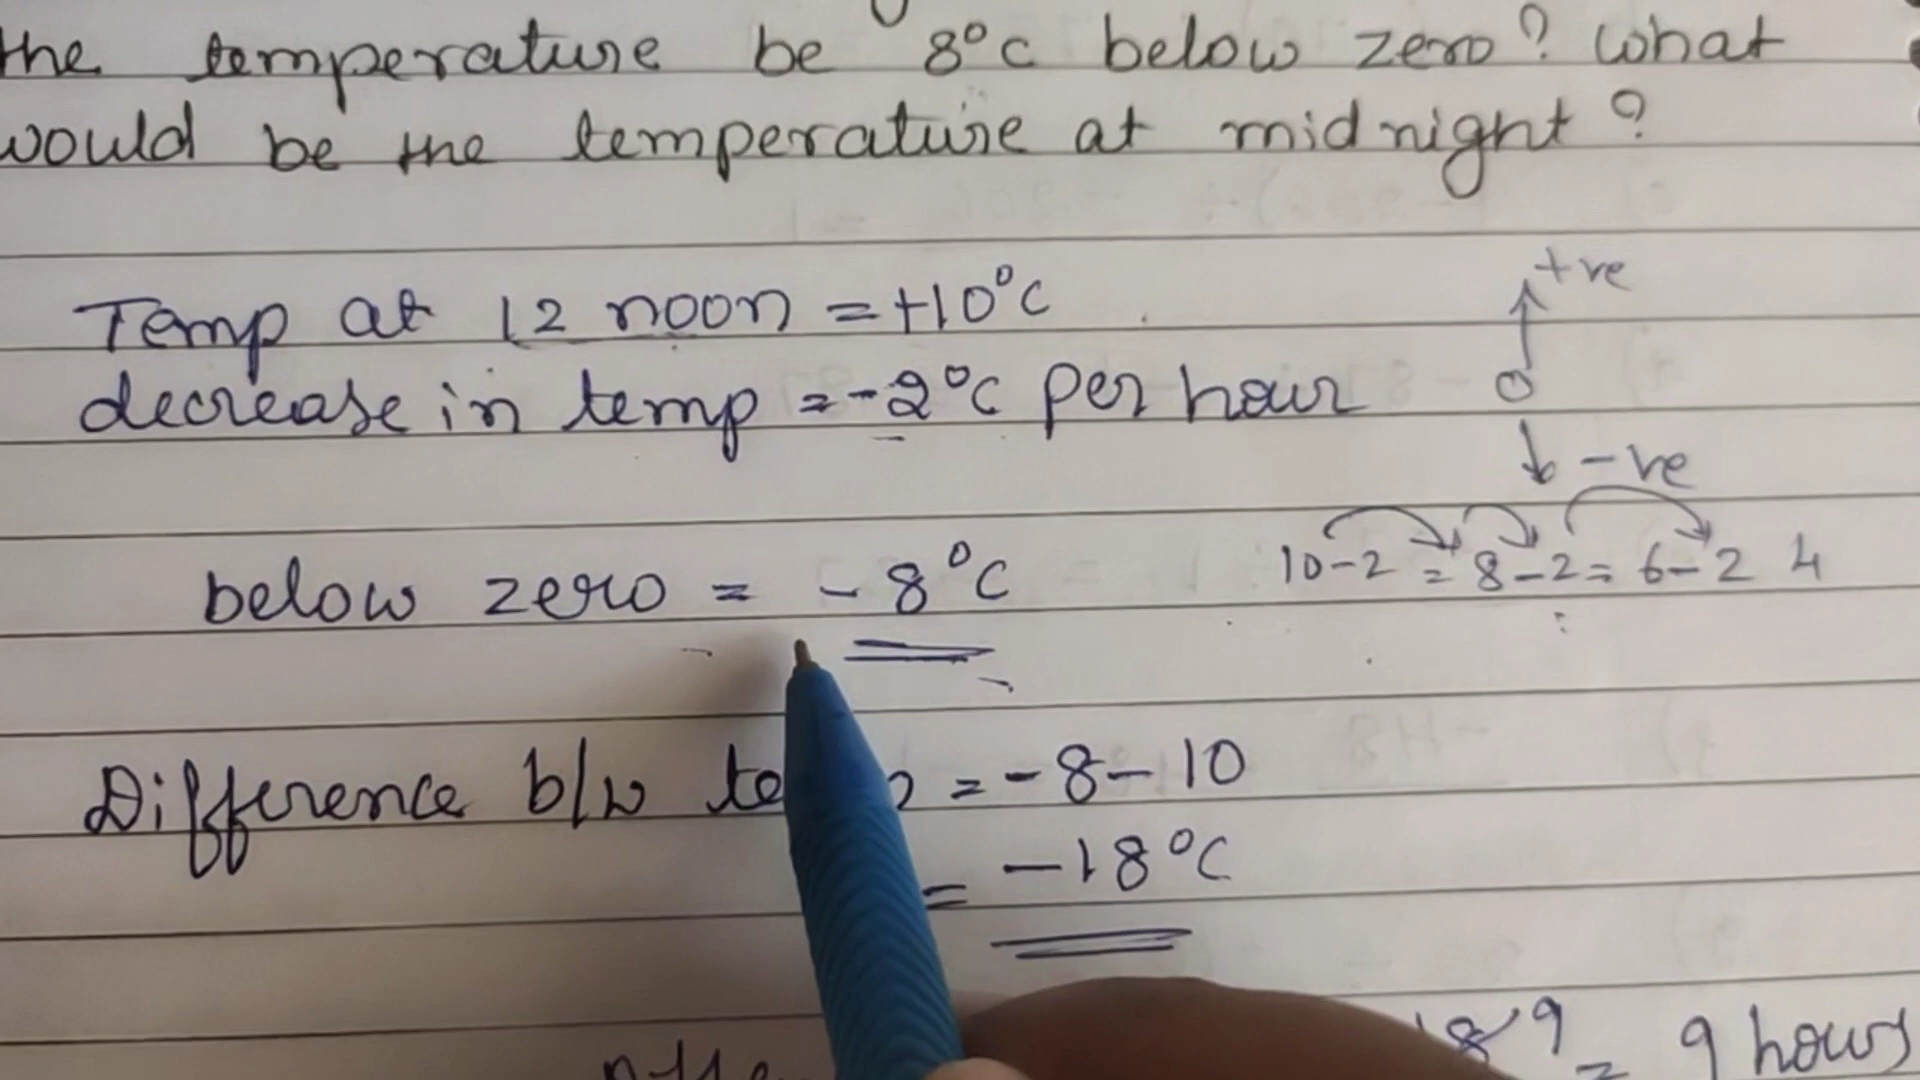 the temperature be 8°C below zero? What
would be the temperature at midnight?
Temp at 12 noon = +10°C
+ve
decrease in temp = -2°C per hour
0
-ve
below zero = -8°C
10-2 = 8-2 = 6-2 4
Difference b/w = -8-10
= -18°C
9 = 9 hours